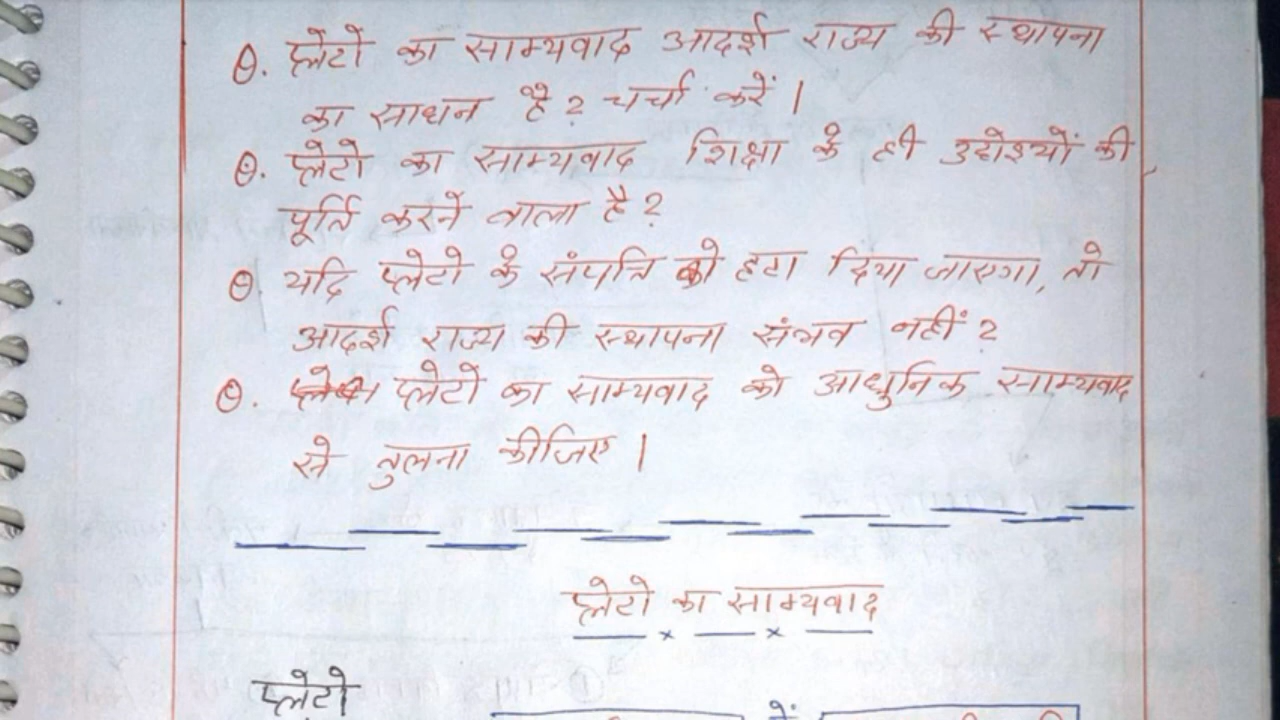 Q. प्लेटो का साम्यवाद आदर्श राज्य की स्थापना
का साधन है ? चर्चा करें ।
Q. प्लेटो का साम्यवाद शिक्षा के ही उद्देश्यों की
पूर्ति करने वाला है ?
Q यदि प्लेटो के संपत्ति को हटा दिया जाएगा, तो
आदर्श राज्य की स्थापना संभव नहीं ?
Q. प्लेटो का साम्यवाद को आधुनिक साम्यवाद
से तुलना कीजिए ।
प्लेटो का साम्यवाद
प्लेटो
में